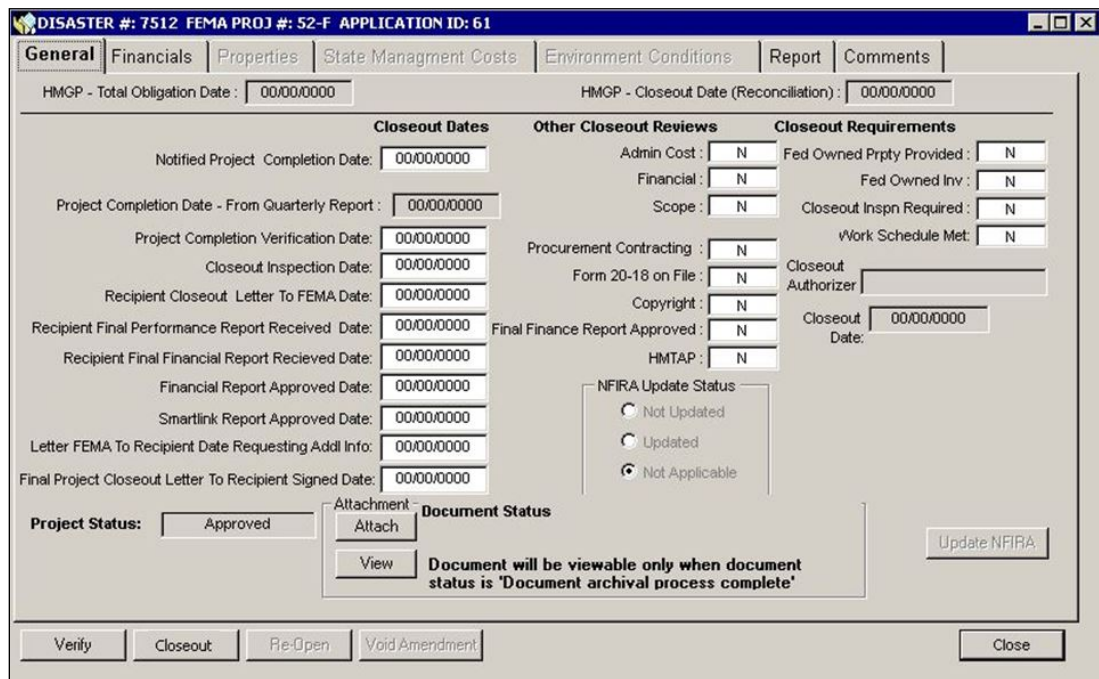 DISASTER #: 7512 FEMA PROJ #: 52-F APPLICATION ID: 61
General Financials Properties State Managment Costs Environment Conditions Report Comments
HMGP - Total Obligation Date : 00/00/0000 HMGP - Closeout Date (Reconciliation) : 00/00/0000
Closeout Dates
Notified Project Completion Date: 00/00/0000
Project Completion Date - From Quarterly Report : 00/00/0000
Project Completion Verification Date: 00/00/0000
Closeout Inspection Date: 00/00/0000
Recipient Closeout Letter To FEMA Date: 00/00/0000
Recipient Final Performance Report Received Date: 00/00/0000
Recipient Final Financial Report Recieved Date: 00/00/0000
Financial Report Approved Date: 00/00/0000
Smartlink Report Approved Date: 00/00/0000
Letter FEMA To Recipient Date Requesting Addl Info: 00/00/0000
Final Project Closeout Letter To Recipient Signed Date: 00/00/0000
Other Closeout Reviews
Admin Cost : N
Financial : N
Scope : N
Procurement Contracting : N
Form 20-18 on File : N
Copyright : N
Final Finance Report Approved : N
HMTAP : N
NFIRA Update Status
Not Updated
Updated
Not Applicable
Closeout Requirements
Fed Owned Prpty Provided : N
Fed Owned Inv : N
Closeout Inspn Required : N
Work Schedule Met: N
Closeout
Authorizer
Closeout 00/00/0000
Date:
Project Status: Approved
Attachment
Document Status
Attach
View
Document will be viewable only when document
status is 'Document archival process complete'
Update NFIRA
Verify Closeout Re-Open Void Amendment Close